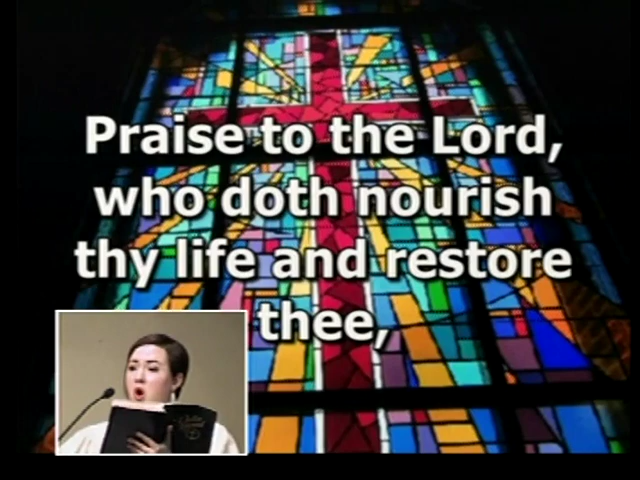 Praise to the Lord,
who doth nourish
thy life and restore
thee,